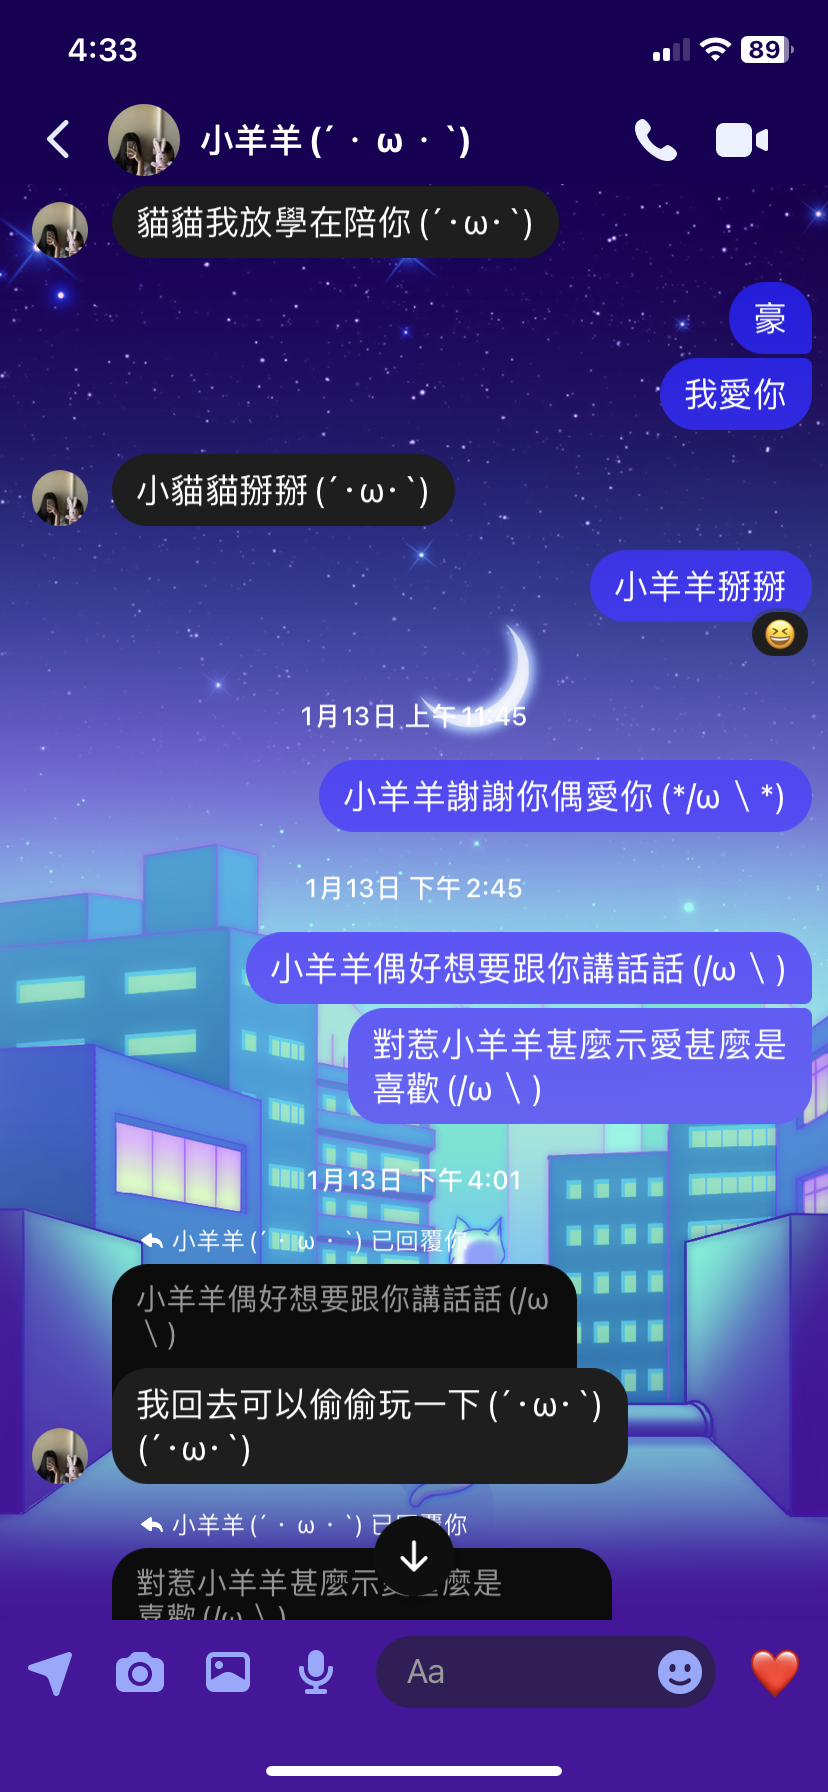 4:33
89
小羊羊 (´・ω・`)
貓貓我放學在陪你 (´･ω･`)
豪
我愛你
小貓貓掰掰 (´･ω･`)
小羊羊掰掰
1月13日 上午 11:45
小羊羊謝謝你偶愛你 (*/ω＼*)
1月13日 下午 2:45
小羊羊偶好想要跟你講話話 (/ω＼)
對惹小羊羊甚麼示愛甚麼是
喜歡 (/ω＼)
1月13日 下午 4:01
小羊羊 (´・ω・`) 已回覆你
小羊羊偶好想要跟你講話話 (/ω
＼)
我回去可以偷偷玩一下 (´･ω･`)
(´･ω･`)
小羊羊 (´・ω・`) 已回覆你
對惹小羊羊甚麼示愛甚麼是
喜歡 (/ω＼)
Aa